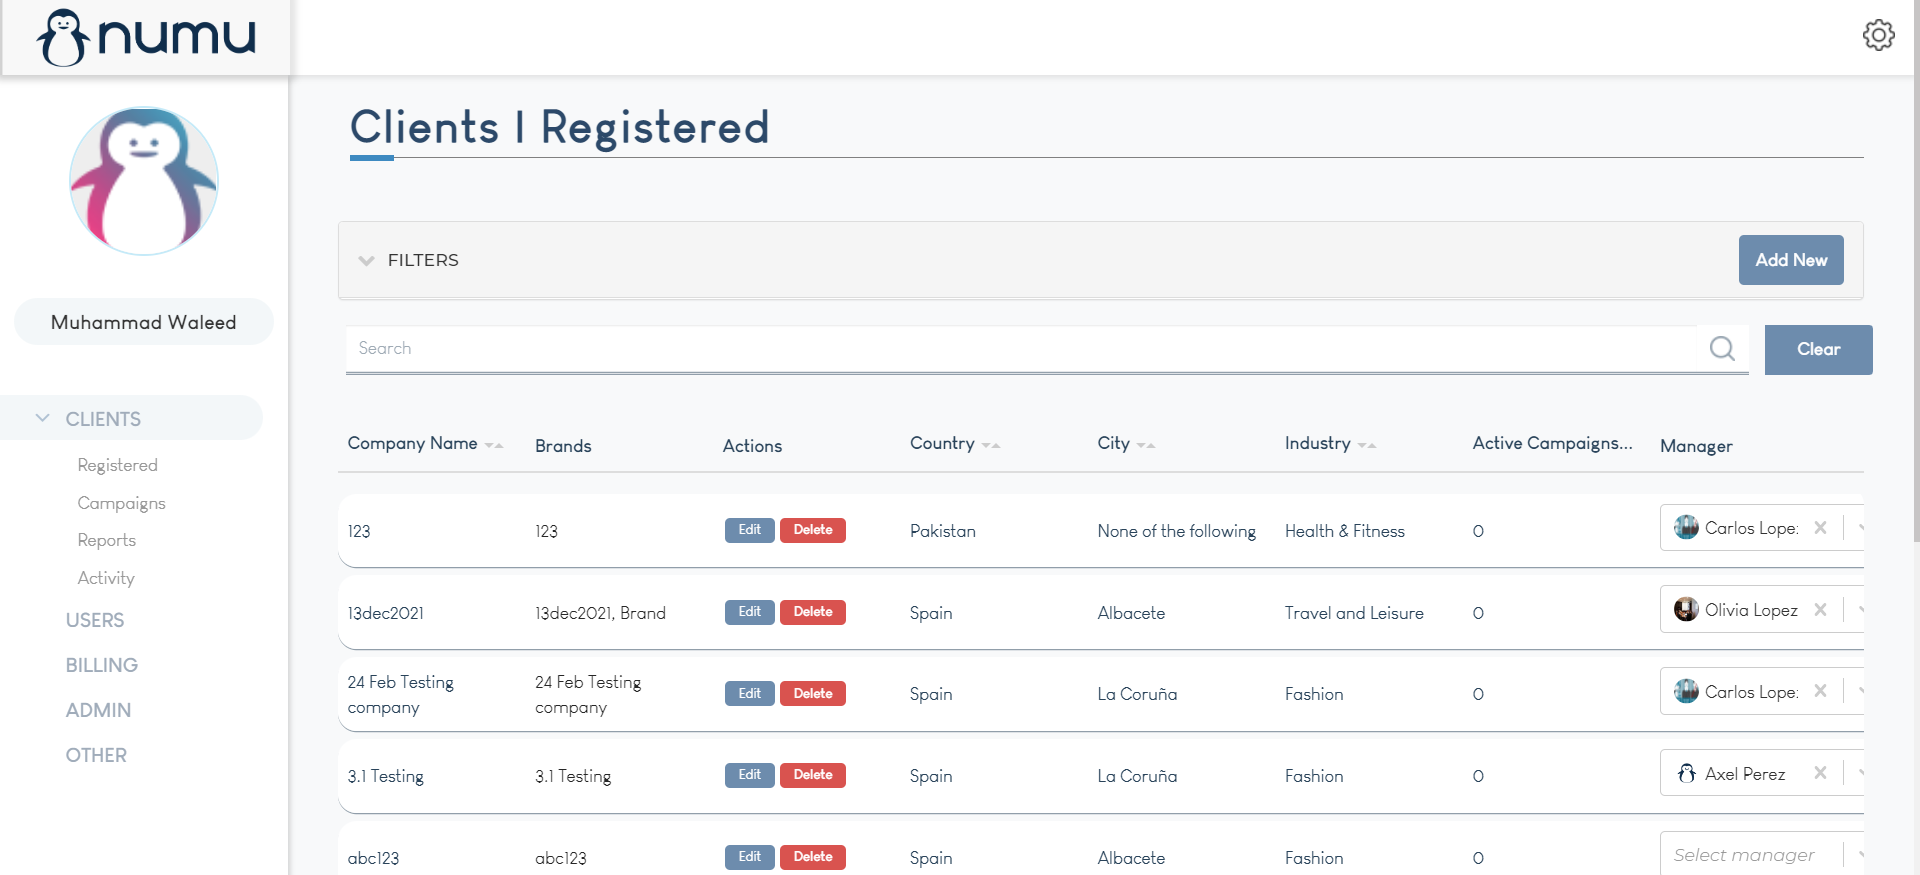 numu
Clients | Registered
Muhammad Waleed
CLIENTS
Registered
Campaigns
Reports
Activity
USERS
BILLING
ADMIN
OTHER
FILTERS
Add New
Search
Clear
Company Name Brands Actions Country City Industry Active Campaigns... Manager
123 123 Edit Delete Pakistan None of the following Health & Fitness 0 Carlos Lopez
13dec2021 13dec2021, Brand Edit Delete Spain Albacete Travel and Leisure 0 Olivia Lopez
24 Feb Testing company 24 Feb Testing company Edit Delete Spain La Coruña Fashion 0 Carlos Lopez
3.1 Testing 3.1 Testing Edit Delete Spain La Coruña Fashion 0 Axel Perez
abc123 abc123 Edit Delete Spain Albacete Fashion 0 Select manager